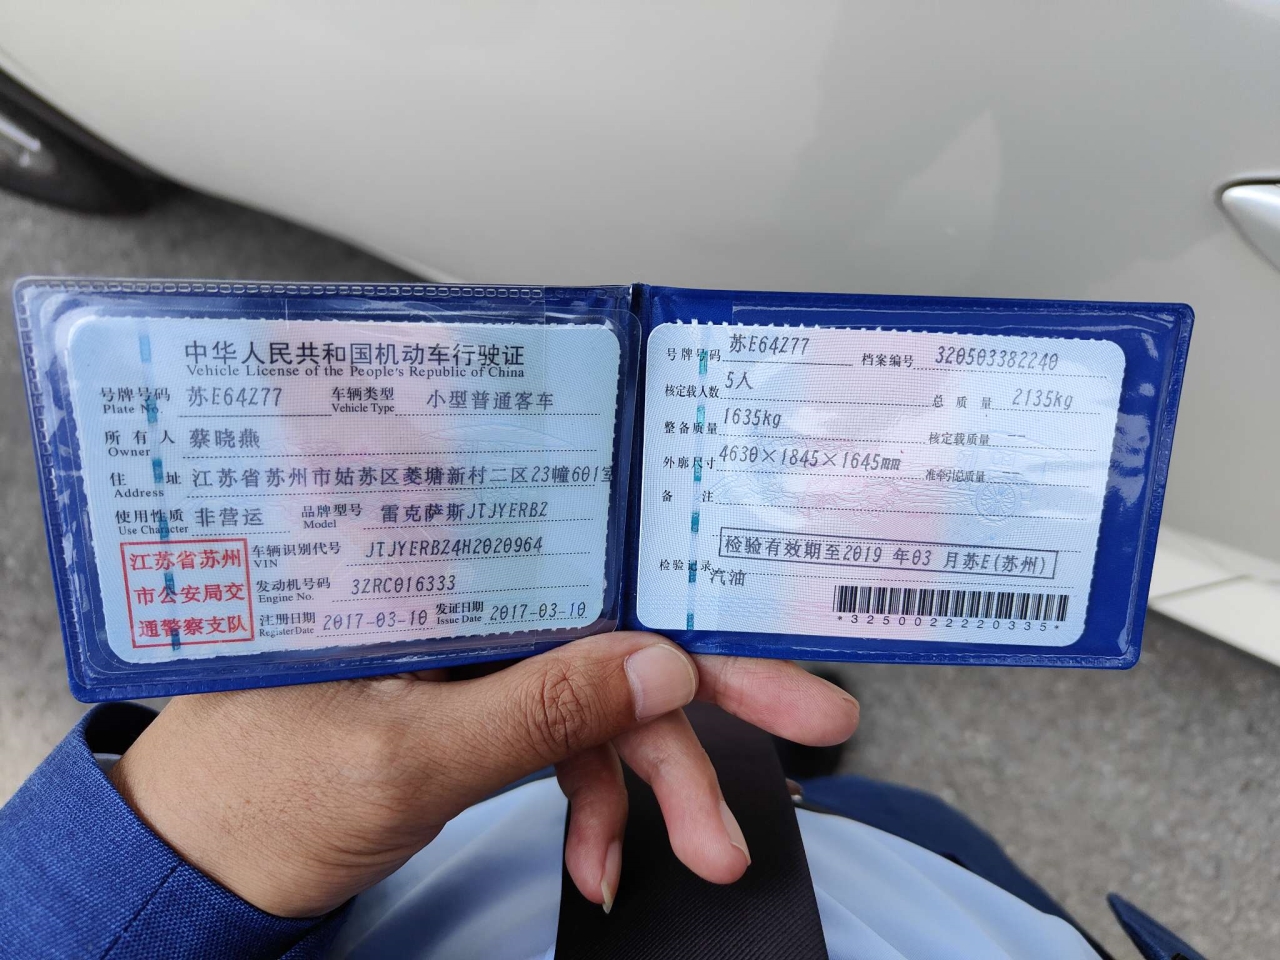 中华人民共和国机动车行驶证
Vehicle License of the People's Republic of China
号牌号码 苏E64Z77 车辆类型 小型普通客车
Plate No. Vehicle Type
所有人 蔡晓燕
Owner
住址 江苏省苏州市姑苏区菱塘新村二区23幢601室
Address
使用性质 非营运 品牌型号 雷克萨斯JTJYERBZ
Use Character Model
江苏省苏州
市公安局交
通警察支队
车辆识别代号 JTJYERBZ4H2020964
VIN
发动机号码 3ZRC016333
Engine No.
注册日期 2017-03-10 发证日期 2017-03-10
Register Date Issue Date
号牌号码 苏E64Z77 档案编号 320503382240
核定载人数 5人 总质量 2135kg
整备质量 1635kg 核定载质量 --
外廓尺寸 4630×1845×1645mm 准牵引总质量 --
备注
检验有效期至2019年03月苏E(苏州)
检验记录
汽油
*3250022220335*